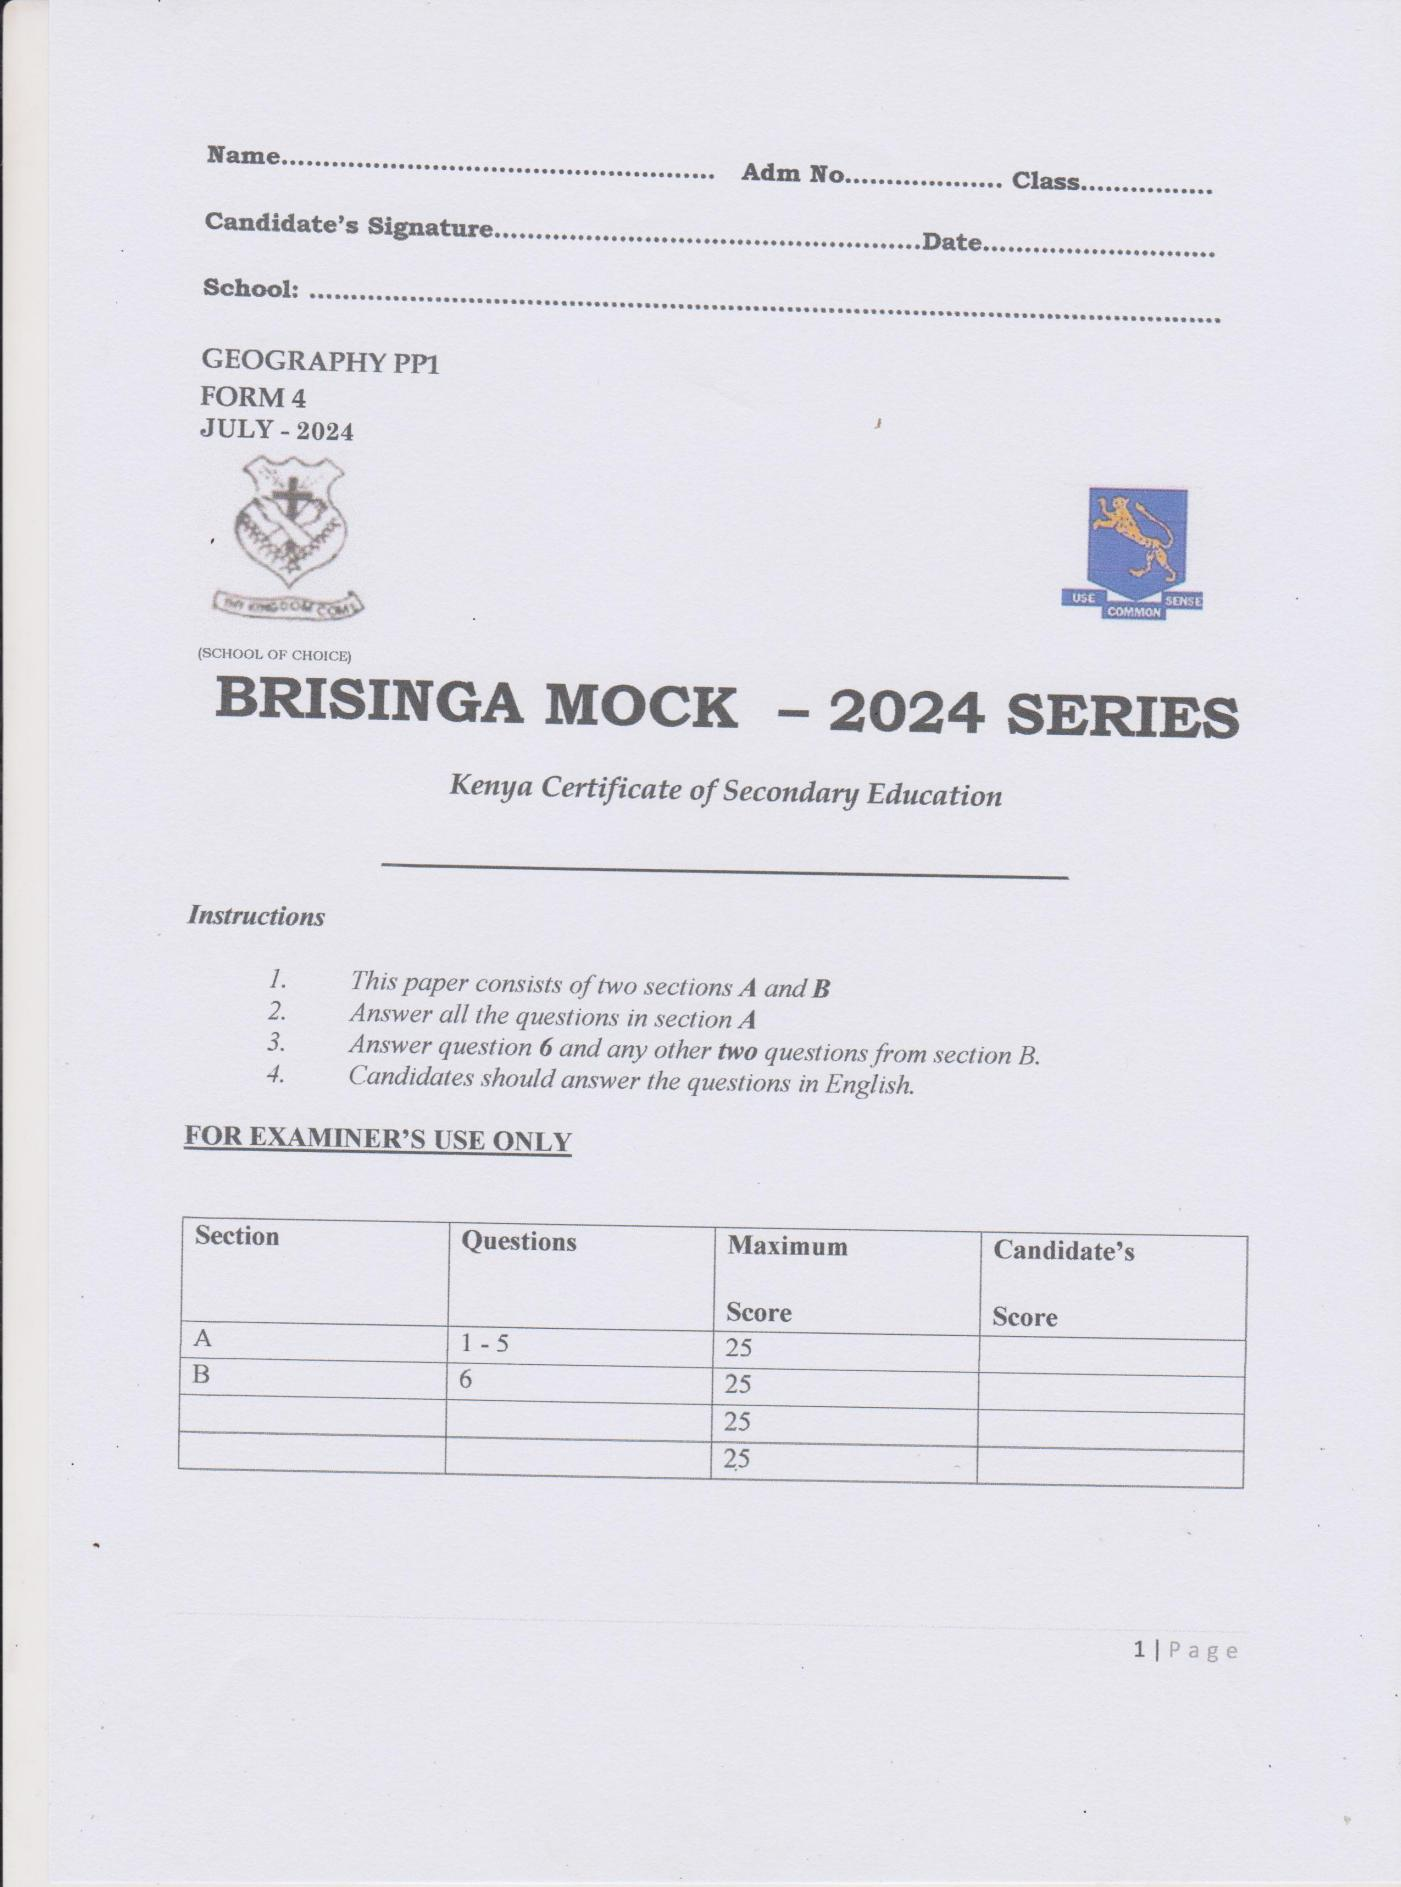 Name.................................................... Adm No................... Class................
Candidate's Signature....................................................Date............................
School: ...............................................................................................................
GEOGRAPHY PP1
FORM 4
JULY - 2024
THY KINGDOM COME
USE COMMON SENSE
(SCHOOL OF CHOICE)
BRISINGA MOCK – 2024 SERIES
Kenya Certificate of Secondary Education
Instructions
1. This paper consists of two sections A and B
2. Answer all the questions in section A
3. Answer question 6 and any other two questions from section B.
4. Candidates should answer the questions in English.
FOR EXAMINER'S USE ONLY
Section Questions Maximum Candidate's
Score Score
A 1 - 5 25
B 6 25
25
25
1 | Page